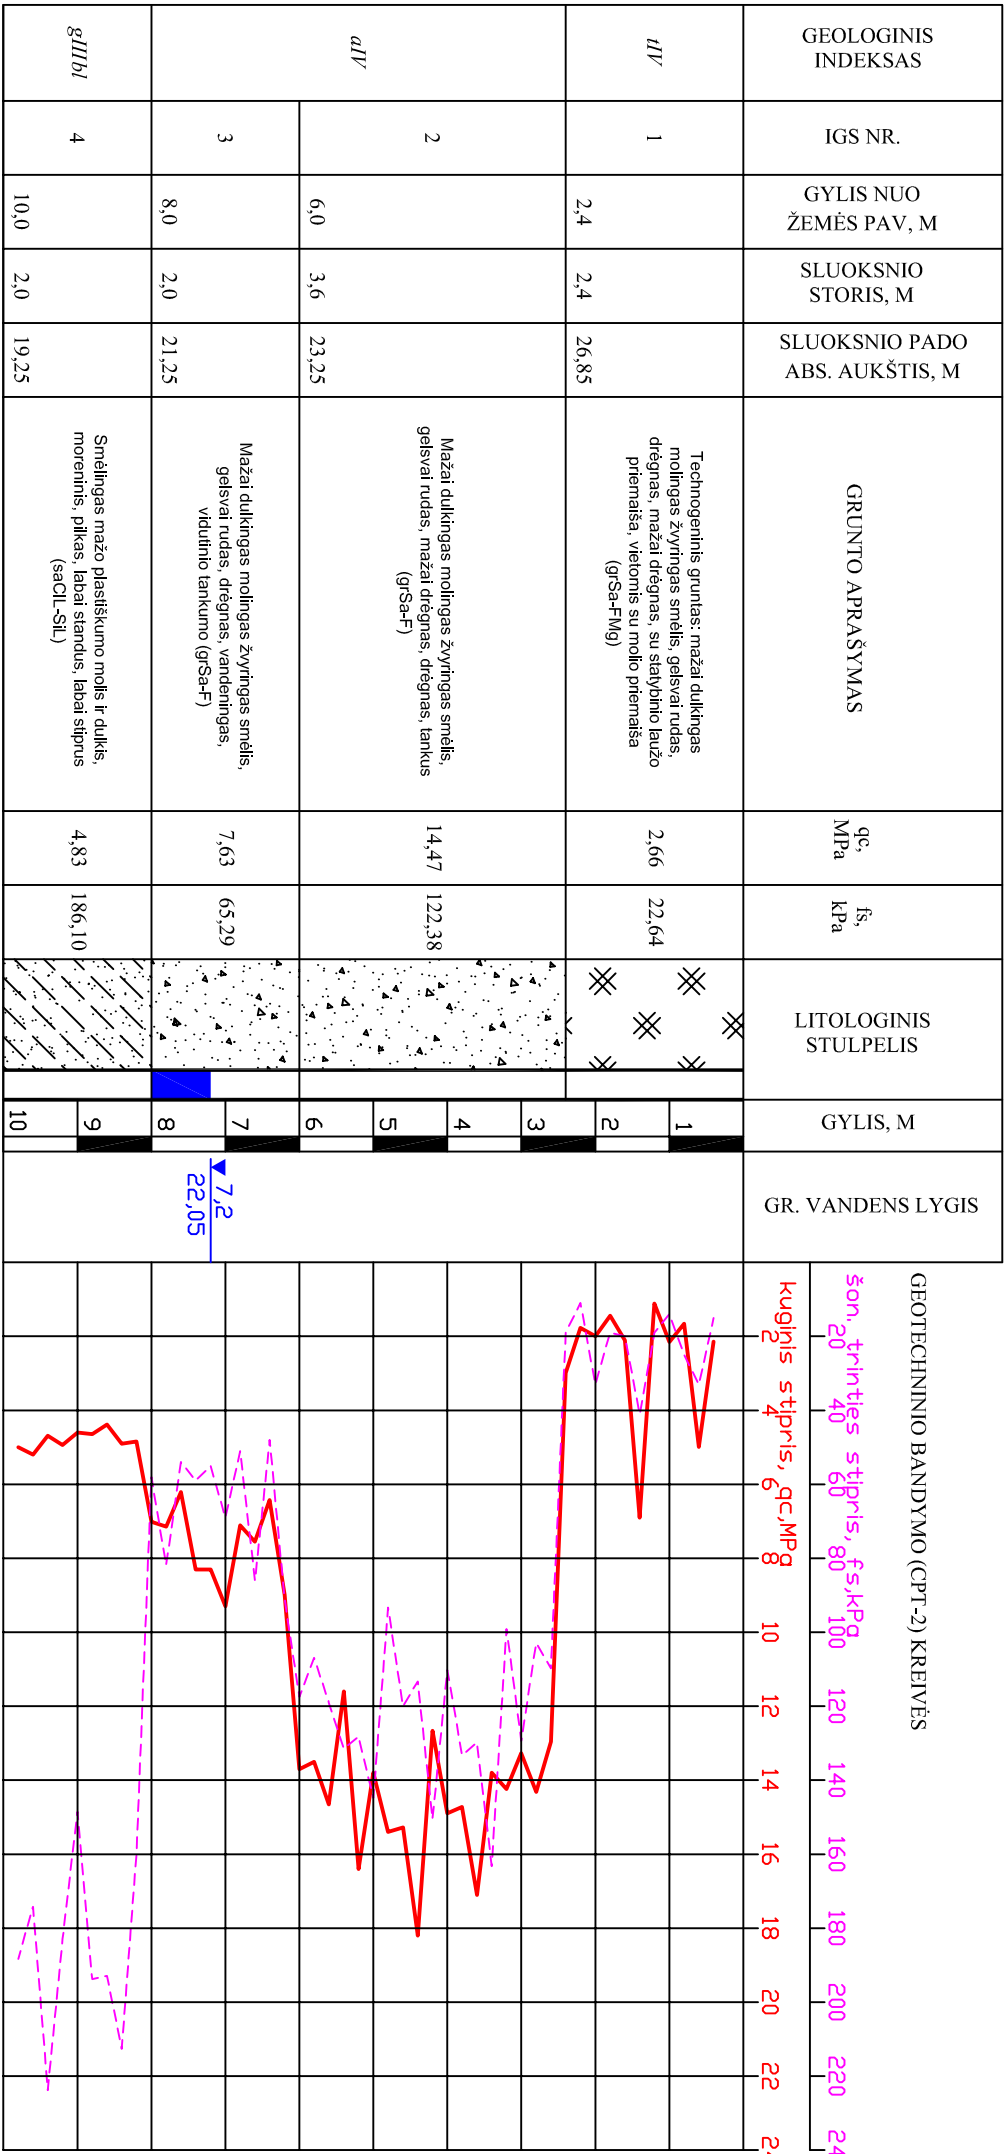 GEOLOGINIS
INDEKSAS
IGS NR.
GYLIS NUO
ŽEMĖS PAV, M
SLUOKSNIO
STORIS, M
SLUOKSNIO PADO
ABS. AUKŠTIS, M
GRUNTO APRAŠYMAS
qc,
MPa
fs,
kPa
LITOLOGINIS
STULPELIS
GYLIS, M
GR. VANDENS LYGIS
GEOTECHNINIO BANDYMO (CPT-2) KREIVĖS
šon. trinties stipris, fs,kPa
20 40 60 80 100 120 140 160 180 200 220
kūginis stipris, qc,MPa
2 4 6 8 10 12 14 16 18 20 22
tIV
1
2,4
2,4
26,85
Technogeninis gruntas: mažai dulkingas
molingas žvyringas smėlis, gelsvai rudas,
drėgnas, mažai drėgnas, su statybinio laužo
priemaiša, vietomis su molio priemaiša
(grSa-FMg)
2,66
22,64
aIV
2
6,0
3,6
23,25
Mažai dulkingas molingas žvyringas smėlis,
gelsvai rudas, mažai drėgnas, drėgnas, tankus
(grSa-F)
14,47
122,38
3
8,0
2,0
21,25
Mažai dulkingas molingas žvyringas smėlis,
gelsvai rudas, drėgnas, vandeningas,
vidutinio tankumo (grSa-F)
7,63
65,29
gIIIbl
4
10,0
2,0
19,25
Smėlingas mažo plastiškumo molis ir dulkis,
moreninis, pilkas, labai standus, labai stiprus
(saClL-SiL)
4,83
186,10
1
2
3
4
5
6
7
8
9
10
7,2
22,05